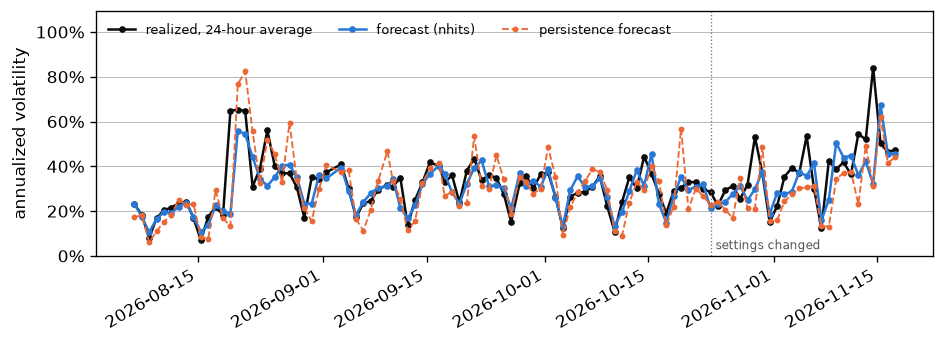 realized, 24-hour average
forecast (nhits)
persistence forecast
annualized volatility
100%
80%
60%
40%
20%
0%
settings changed
2026-08-15
2026-09-01
2026-09-15
2026-10-01
2026-10-15
2026-11-01
2026-11-15